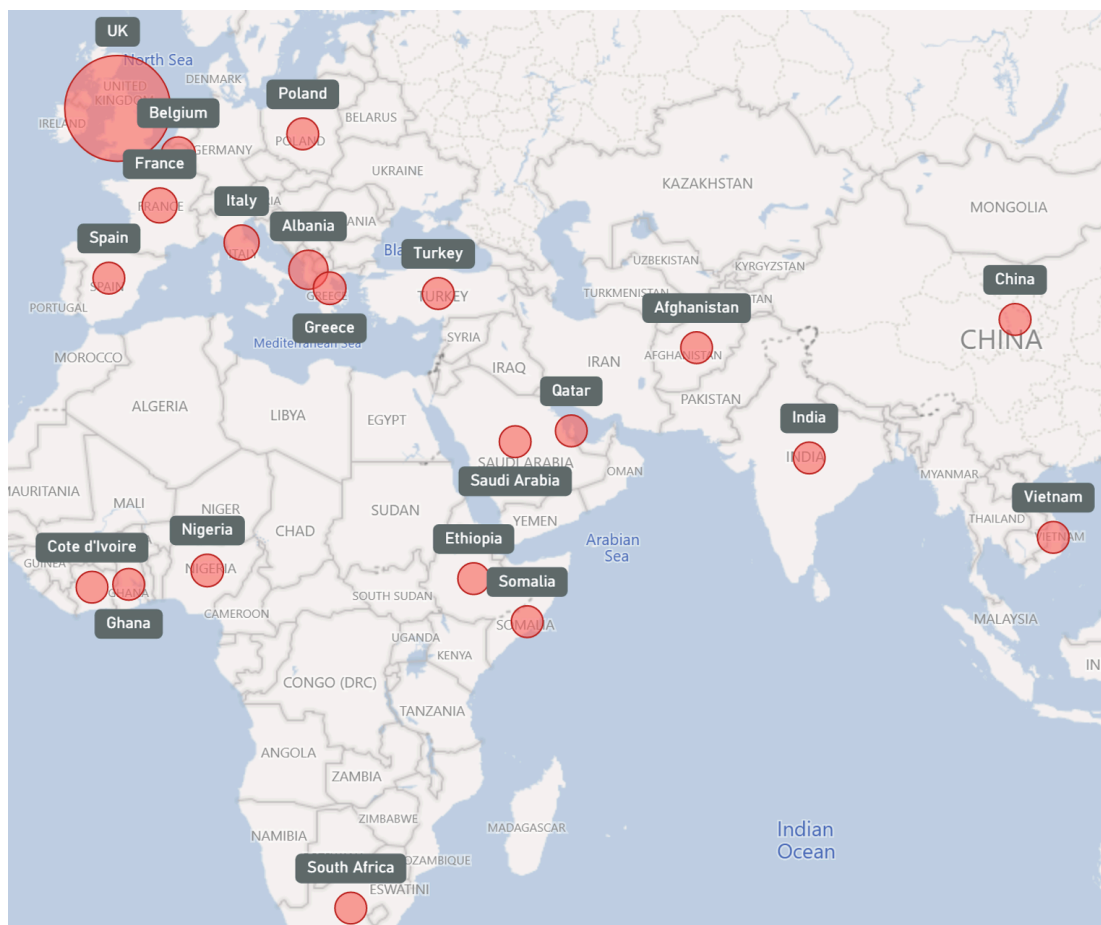 UK
North Sea
DENMARK
UNITED
KINGDOM
Belgium
Poland
IRELAND
BELARUS
POLAND
GERMANY
France
UKRAINE
KAZAKHSTAN
FRANCE
Italy
MONGOLIA
Albania
Spain
ITALY
Turkey
UZBEKISTAN
KYRGYZSTAN
China
SPAIN
GREECE
TURKEY
TURKMENISTAN
PORTUGAL
Afghanistan
Greece
SYRIA
CHINA
Mediterranean Sea
MOROCCO
AFGHANISTAN
IRAQ
IRAN
Qatar
PAKISTAN
ALGERIA
LIBYA
EGYPT
India
INDIA
SAUDI ARABIA
OMAN
MYANMAR
Saudi Arabia
MAURITANIA
MALI
NIGER
SUDAN
Vietnam
YEMEN
THAILAND
Nigeria
CHAD
Ethiopia
VIETNAM
Cote d'Ivoire
Arabian
Sea
GUINEA
NIGERIA
Somalia
GHANA
SOUTH SUDAN
CAMEROON
Ghana
SOMALIA
MALAYSIA
UGANDA
KENYA
IN
CONGO (DRC)
TANZANIA
ANGOLA
ZAMBIA
ZIMBABWE
MADAGASCAR
Indian
Ocean
NAMIBIA
MOZAMBIQUE
South Africa
ESWATINI